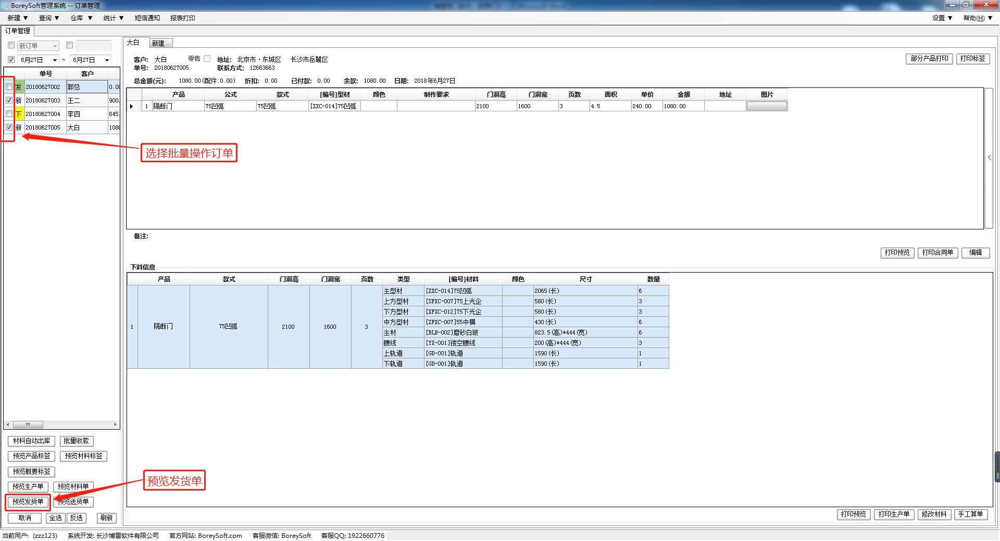 BoreySoft管理系统 -- 订单管理
新建 ▼ 查询 ▼ 仓库 ▼ 统计 ▼ 短信通知 报表打印 设置 ▼ 帮助(H) ▼
订单管理
新订单
6月27日 ~ 6月27日
单号 客户
发 20180627002 郭总 0.00
新 20180627003 王二 900.
下 20180627004 李四 645.
新 20180627005 大白 1080
大白 新建
客户: 大白 零售 地址: 北京市·东城区 长沙市岳麓区
单号: 20180627005 联系方式: 12663663
部分产品打印 打印标签
总金额(元): 1080.00(配件:0.00) 折扣: 0.00 已付款: 0.00 余款: 1080.00 日期: 2018年6月27日
产品 公式 款式 [编号]型材 颜色 制作要求 门洞高 门洞宽 页数 面积 单价 金额 地址 图片
1 隔断门 75凹弧 75凹弧 [ZXC-014]75凹弧 2100 1600 3 4.5 240.00 1080.00
选择批量操作订单
备注:
打印预览 打印合同单 编辑
下料信息
产品 款式 门洞高 门洞宽 页数 类型 [编号]材料 颜色 尺寸 数量
1 隔断门 75凹弧 2100 1600 3
主型材 [ZXC-014]75凹弧 2065(长) 6
上方型材 [SFXC-007]75上光企 580(长) 3
下方型材 [XFXC-012]75下光企 580(长) 3
中方型材 [ZFXC-007]55中横 430(长) 6
主材 [BLB-002]磨砂白玻 823.5(高)*444(宽) 6
腰线 [YX-001]镂空腰线 200(高)*444(宽) 3
上轨道 [GD-001]轨道 1590(长) 1
下轨道 [GD-001]轨道 1590(长) 1
材料自动出库 批量收款
预览产品标签 预览材料标签
预览概要标签
预览生产单 预览材料单
预览发货单 预览送货单
预览发货单
取消 全选 反选 刷新
打印预览 打印生产单 修改材料 手工算单
当前用户: (zzz123) 系统开发: 长沙博雷软件有限公司 官方网站: BoreySoft.com 客服微信: BoreySoft 客服QQ: 1922660776